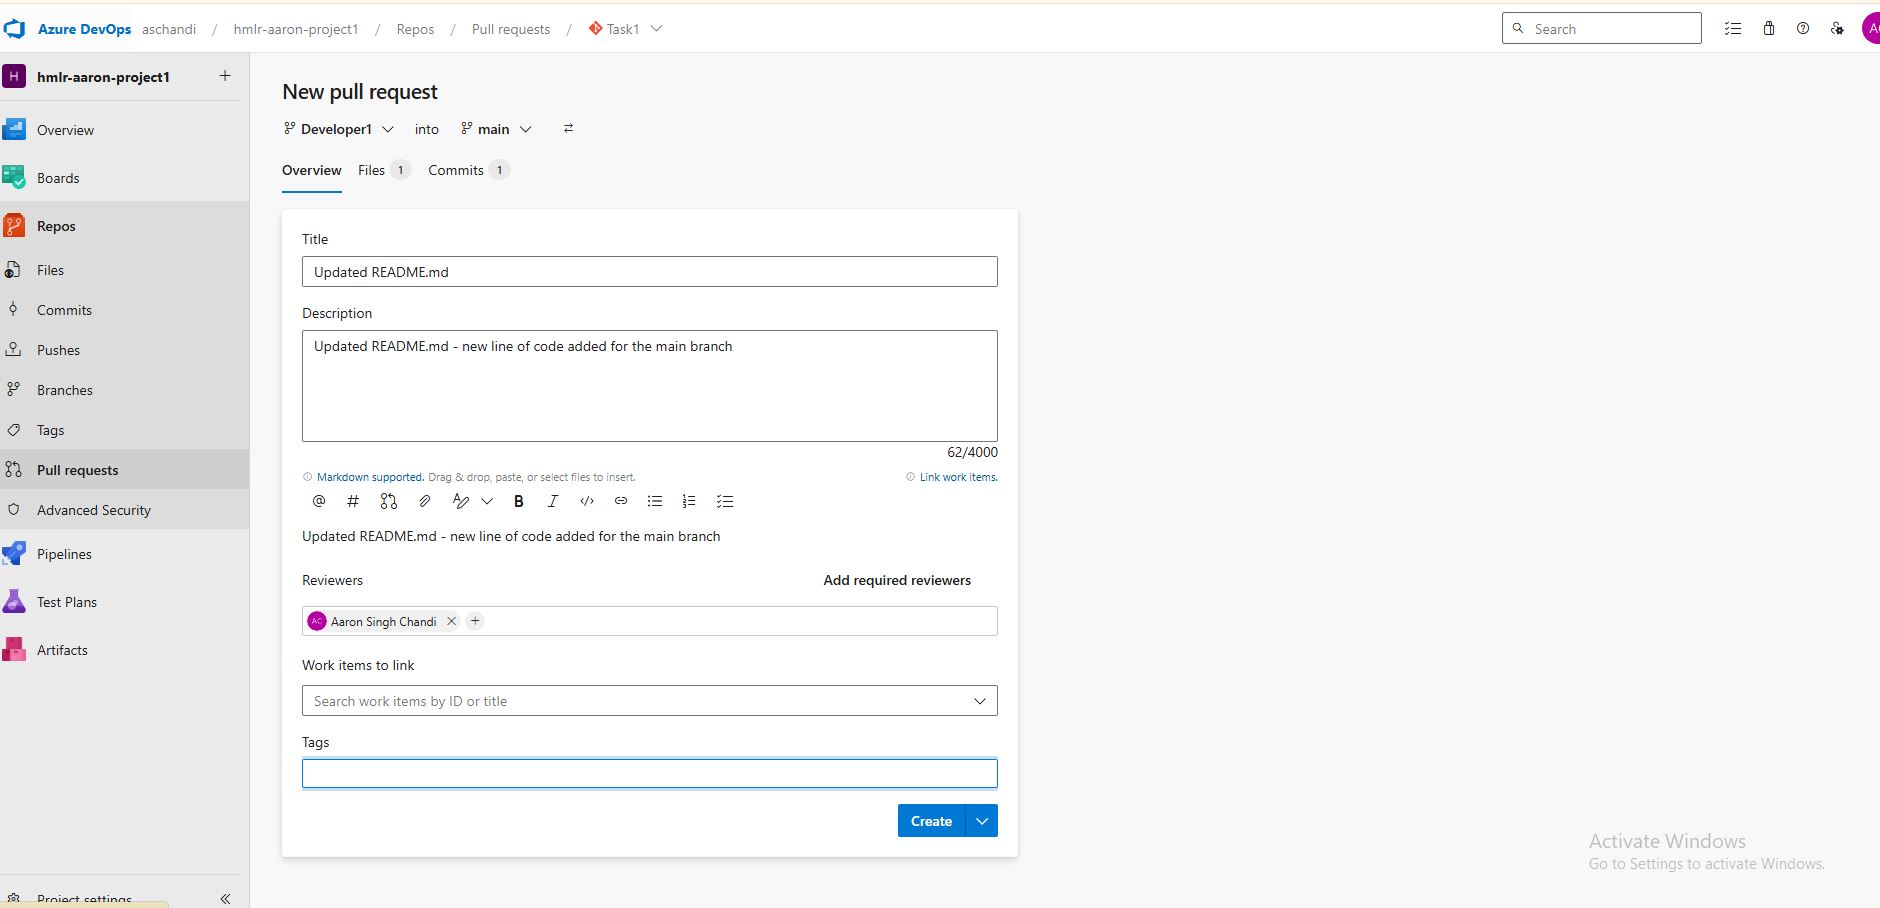 Azure DevOps aschandi / hmlr-aaron-project1 / Repos / Pull requests / Task1
Search
H hmlr-aaron-project1 +
Overview
Boards
Repos
Files
Commits
Pushes
Branches
Tags
Pull requests
Advanced Security
Pipelines
Test Plans
Artifacts
Project settings
New pull request
Developer1 into main
Overview Files 1 Commits 1
Title
Updated README.md
Description
Updated README.md - new line of code added for the main branch
62/4000
Markdown supported. Drag & drop, paste, or select files to insert. Link work items.
Updated README.md - new line of code added for the main branch
Reviewers Add required reviewers
AC Aaron Singh Chandi
Work items to link
Search work items by ID or title
Tags
Create
Activate Windows
Go to Settings to activate Windows.